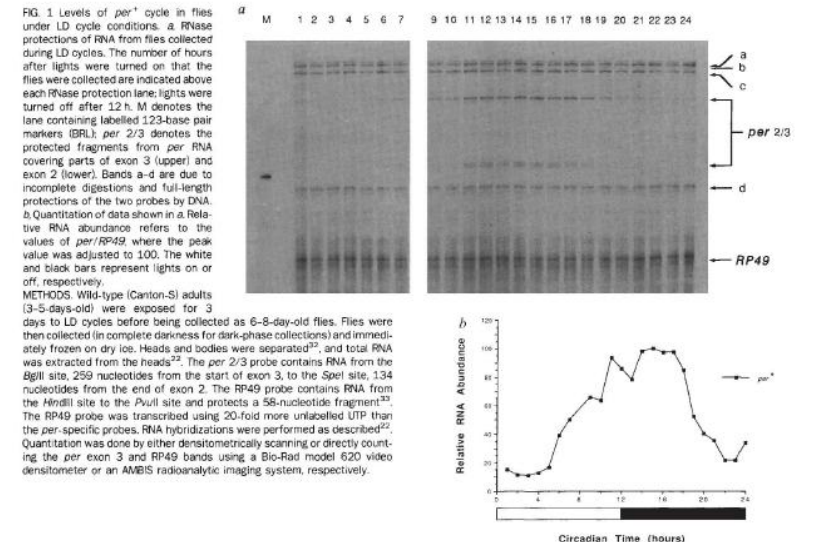 FIG. 1 Levels of per⁺ cycle in flies
under LD cycle conditions. a, RNase
protections of RNA from flies collected
during LD cycles. The number of hours
after lights were turned on that the
flies were collected are indicated above
each RNase protection lane; lights were
turned off after 12 h. M denotes the
lane containing labelled 123-base pair
markers (BRL); per 2/3 denotes the
protected fragments from per RNA
covering parts of exon 3 (upper) and
exon 2 (lower). Bands a–d are due to
incomplete digestions and full-length
protections of the two probes by DNA.
b, Quantitation of data shown in a. Rela-
tive RNA abundance refers to the
values of per/RP49, where the peak
value was adjusted to 100. The white
and black bars represent lights on or
off, respectively.
METHODS. Wild-type (Canton-S) adults
(3–5-days-old) were exposed for 3
days to LD cycles before being collected as 6–8-day-old flies. Flies were
then collected (in complete darkness for dark-phase collections) and immedi-
ately frozen on dry ice. Heads and bodies were separated³², and total RNA
was extracted from the heads²². The per 2/3 probe contains RNA from the
BglII site, 259 nucleotides from the start of exon 3, to the SpeI site, 134
nucleotides from the end of exon 2. The RP49 probe contains RNA from
the HindIII site to the PvuII site and protects a 58-nucleotide fragment³³.
The RP49 probe was transcribed using 20-fold more unlabelled UTP than
the per-specific probes. RNA hybridizations were performed as described²².
Quantitation was done by either densitometrically scanning or directly count-
ing the per exon 3 and RP49 bands using a Bio-Rad model 620 video
densitometer or an AMBIS radioanalytic imaging system, respectively.
a
M 1 2 3 4 5 6 7 9 10 11 12 13 14 15 16 17 18 19 20 21 22 23 24
a
b
c
per 2/3
d
RP49
b
Relative RNA Abundance
120
100
80
60
40
20
0
per⁺
0 4 8 12 16 20 24
Circadian Time (hours)